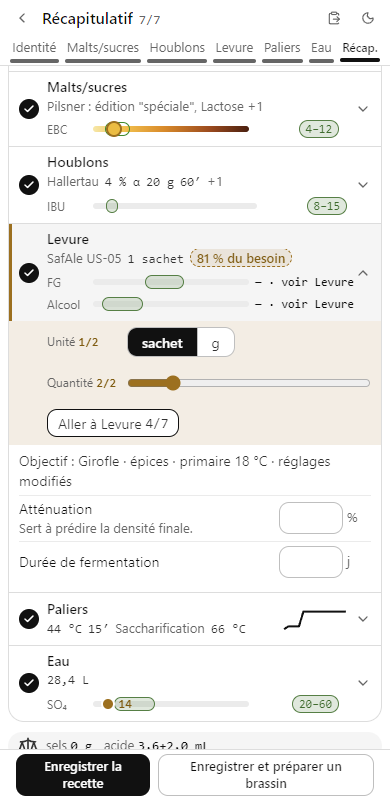 Récapitulatif 7/7
Identité Malts/sucres Houblons Levure Paliers Eau Récap.
Malts/sucres
Pilsner : édition "spéciale", Lactose +1
EBC 4–12
Houblons
Hallertau 4 % α 20 g 60′ +1
IBU 8–15
Levure
SafAle US-05 1 sachet 81 % du besoin
FG — · voir Levure
Alcool — · voir Levure
Unité 1/2 sachet g
Quantité 2/2
Aller à Levure 4/7
Objectif : Girofle · épices · primaire 18 °C · réglages
modifiés
Atténuation %
Sert à prédire la densité finale.
Durée de fermentation j
Paliers
44 °C 15′ Saccharification 66 °C
Eau
28,4 L
SO₄ 14 20–60
sels 0 g acide 3,6+2,0 mL
Enregistrer la
recette
Enregistrer et préparer un
brassin